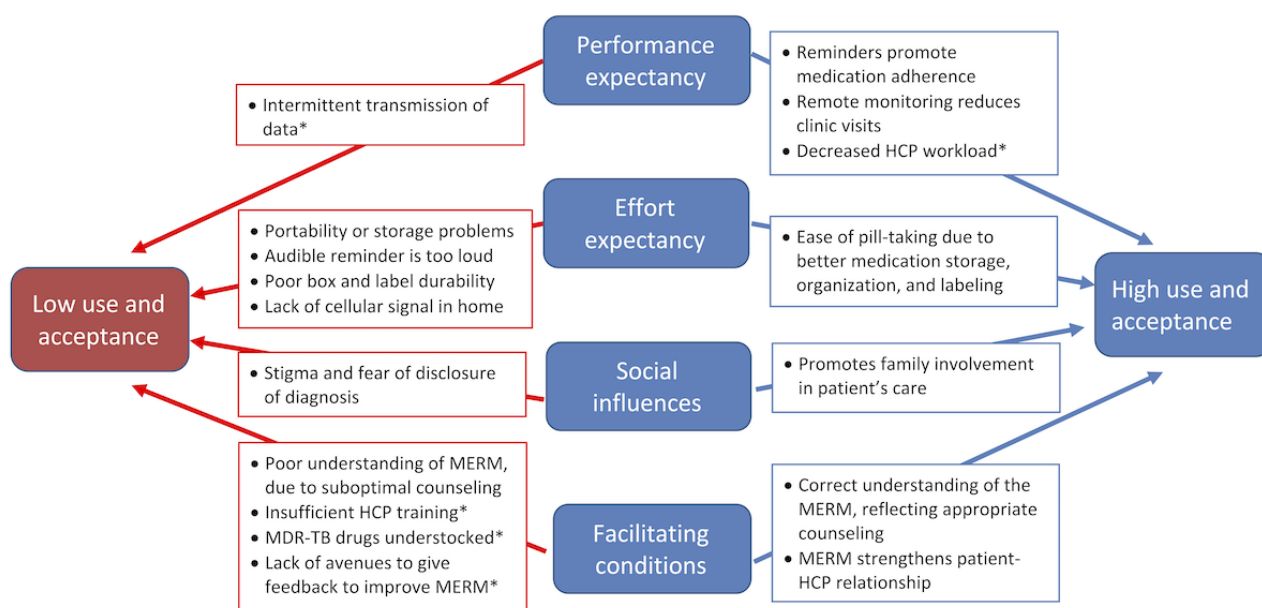 Performance
expectancy
• Intermittent transmission of
data*
• Reminders promote
medication adherence
• Remote monitoring reduces
clinic visits
• Decreased HCP workload*
Effort
expectancy
• Portability or storage problems
• Audible reminder is too loud
• Poor box and label durability
• Lack of cellular signal in home
• Ease of pill-taking due to
better medication storage,
organization, and labeling
Low use and
acceptance
High use and
acceptance
Social
influences
• Stigma and fear of disclosure
of diagnosis
• Promotes family involvement
in patient’s care
Facilitating
conditions
• Poor understanding of MERM,
due to suboptimal counseling
• Insufficient HCP training*
• MDR-TB drugs understocked*
• Lack of avenues to give
feedback to improve MERM*
• Correct understanding of the
MERM, reflecting appropriate
counseling
• MERM strengthens patient-
HCP relationship